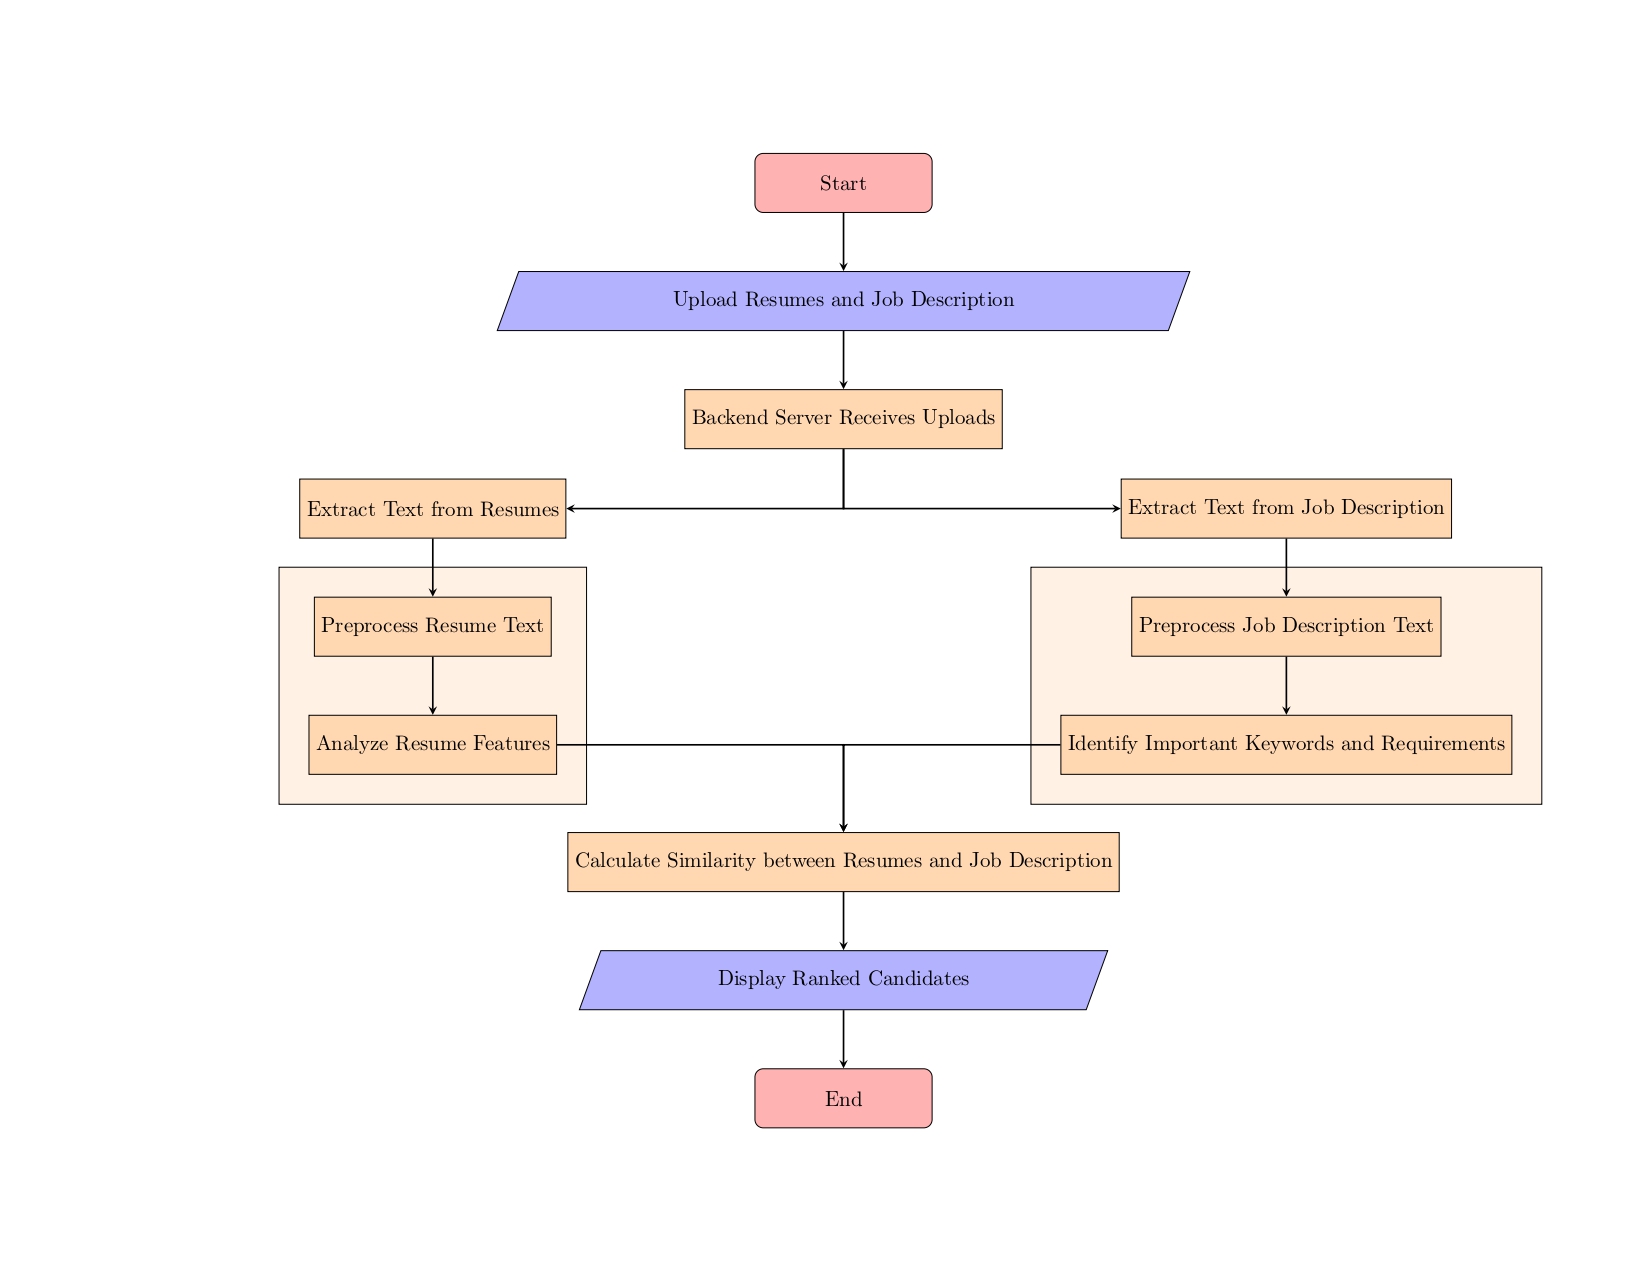 Start
Upload Resumes and Job Description
Backend Server Receives Uploads
Extract Text from Resumes
Extract Text from Job Description
Preprocess Resume Text
Preprocess Job Description Text
Analyze Resume Features
Identify Important Keywords and Requirements
Calculate Similarity between Resumes and Job Description
Display Ranked Candidates
End